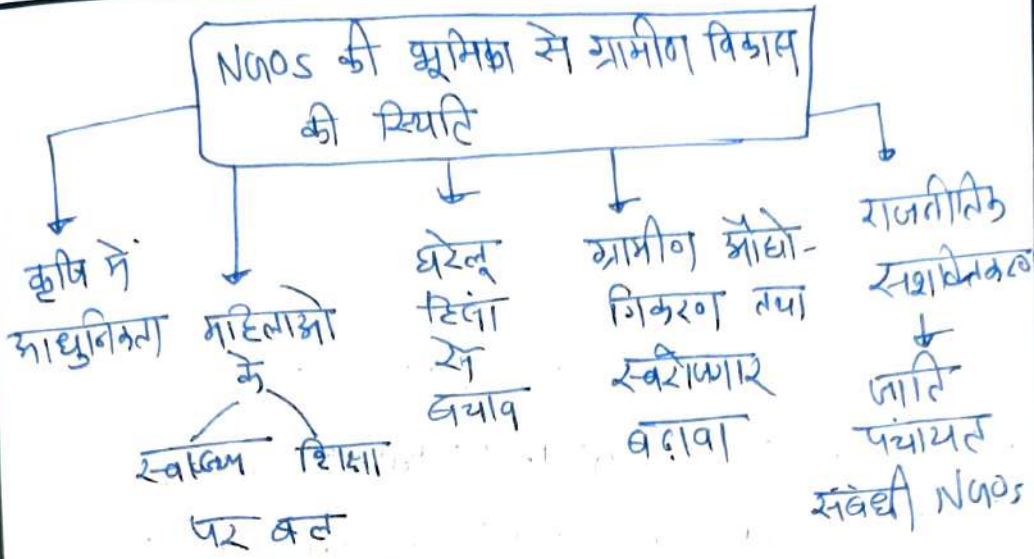 NGOs की भूमिका से ग्रामीण विकास
की स्थिति
कृषि में
आधुनिकता
महिलाओ
के
स्वास्थ्य शिक्षा
पर बल
घरेलू
हिंसा
से
बचाव
ग्रामीण औद्यो-
गिकरण तथा
स्वरोजगार
बढ़ावा
राजनीतिक
सशक्तिकरण
जाति
पंचायत
संबंधी NGOs